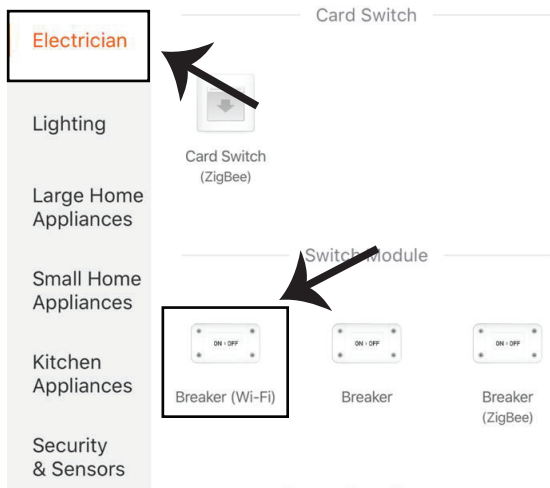 Electrician
Lighting
Large Home
Appliances
Small Home
Appliances
Kitchen
Appliances
Security
& Sensors
Card Switch
Card Switch
(ZigBee)
Switch Module
ON OFF
Breaker (Wi-Fi)
ON OFF
Breaker
ON OFF
Breaker
(ZigBee)